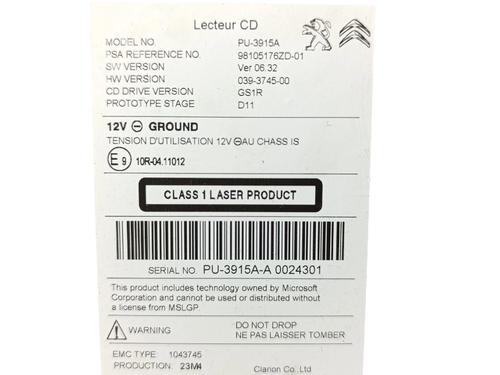 Lecteur CD
MODEL NO. PU-3915A
PSA REFERENCE NO. 98105176ZD-01
SW VERSION Ver 06.32
HW VERSION 039-3745-00
CD DRIVE VERSION GS1R
PROTOTYPE STAGE D11
12V ⊖ GROUND
TENSION D'UTILISATION 12V ⊖AU CHASS IS
E9 10R-04.11012
CLASS 1 LASER PRODUCT
SERIAL NO. PU-3915A-A 0024301
This product includes technology owned by Microsoft
Corporation and cannot be used or distributed without
a license from MSLGP.
WARNING DO NOT DROP
NE PAS LAISSER TOMBER
EMC TYPE 1043745
PRODUCTION: 23M4 Clarion Co.,Ltd